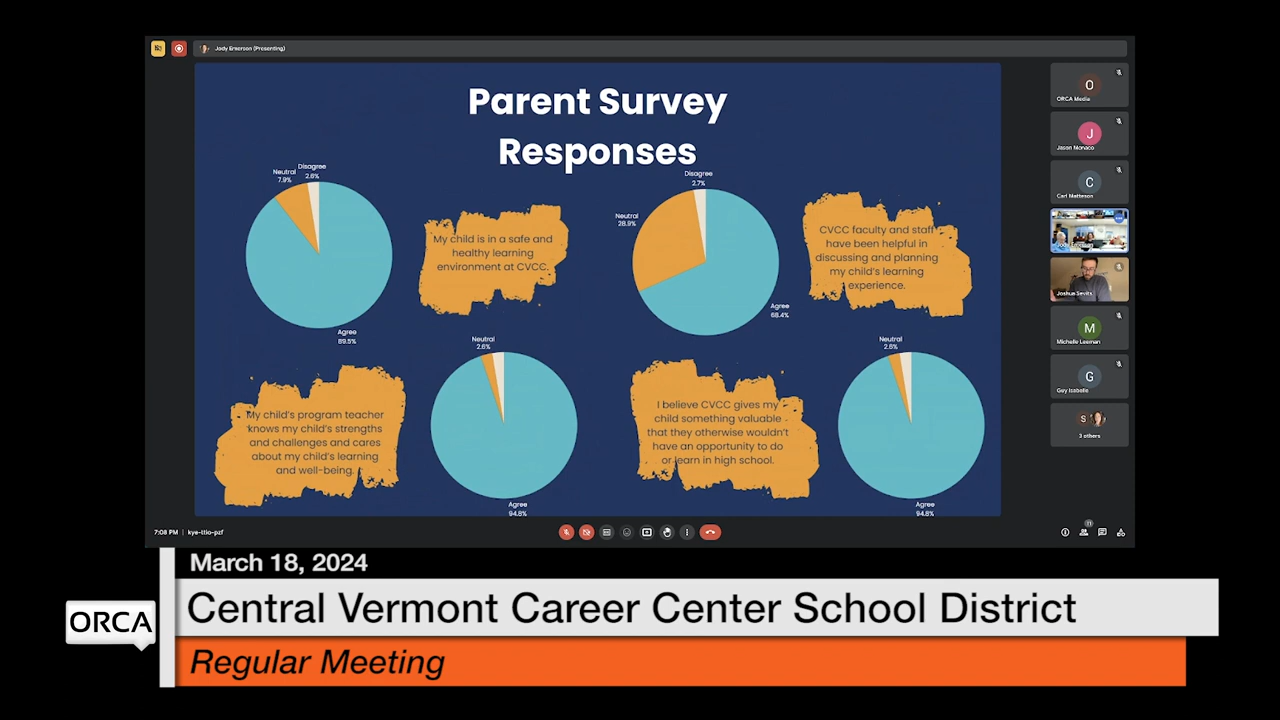 Jody Emerson (Presenting)
Parent Survey
Responses
Disagree
2.6%
Neutral
7.9%
Agree
89.5%
My child is in a safe and
healthy learning
environment at CVCC.
Disagree
2.7%
Neutral
28.9%
Agree
68.4%
CVCC faculty and staff
have been helpful in
discussing and planning
my child's learning
experience.
My child's program teacher
knows my child's strengths
and challenges and cares
about my child's learning
and well-being.
Neutral
2.6%
Agree
94.8%
I believe CVCC gives my
child something valuable
that they otherwise wouldn't
have an opportunity to do
or learn in high school.
Neutral
2.6%
Agree
94.8%
O
ORCA Media
J
Jason Monaco
C
Carl Matteson
Joshua Sevits
M
Michelle Leeman
G
Guy Isabelle
S
3 others
7:08 PM | kye-ttio-pzf
11
March 18, 2024
Central Vermont Career Center School District
ORCA
Regular Meeting